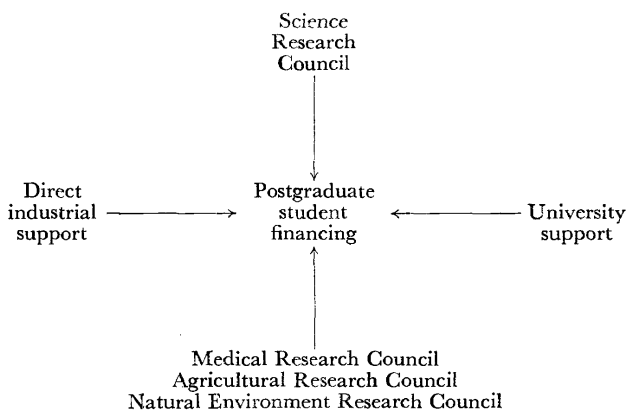 Science
Research
Council
Direct
industrial
support
Postgraduate
student
financing
University
support
Medical Research Council
Agricultural Research Council
Natural Environment Research Council